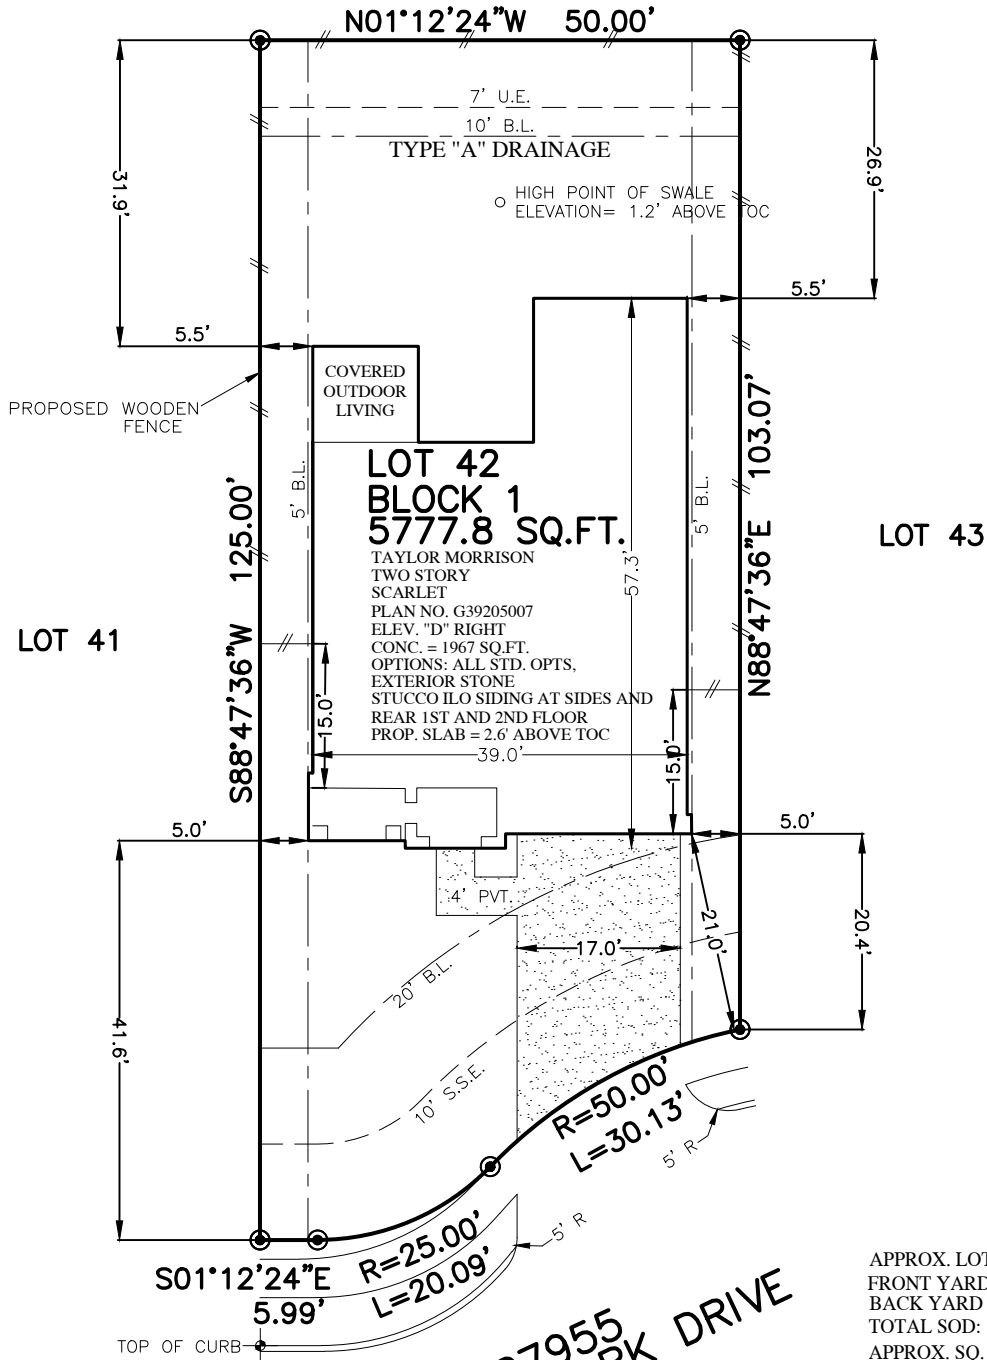 N01°12'24"W 50.00'
7' U.E.
10' B.L.
TYPE "A" DRAINAGE
31.9'
26.9'
HIGH POINT OF SWALE
ELEVATION= 1.2' ABOVE TOC
5.5'
5.5'
COVERED
OUTDOOR
LIVING
PROPOSED WOODEN
FENCE
LOT 42
BLOCK 1
5777.8 SQ.FT.
5' B.L.
5' B.L.
S88°47'36"W 125.00'
N88°47'36"E 103.07'
LOT 43
LOT 41
57.3'
TAYLOR MORRISON
TWO STORY
SCARLET
PLAN NO. G39205007
ELEV. "D" RIGHT
CONC. = 1967 SQ.FT.
OPTIONS: ALL STD. OPTS,
EXTERIOR STONE
STUCCO ILO SIDING AT SIDES AND
REAR 1ST AND 2ND FLOOR
PROP. SLAB = 2.6' ABOVE TOC
15.0'
15.0'
39.0'
5.0'
5.0'
4' PVT.
17.0'
21.0'
20.4'
20' B.L.
41.6'
10' S.S.E.
R=50.00'
L=30.13'
5' R
5' R
R=25.00'
L=20.09'
S01°12'24"E
5.99'
TOP OF CURB
7955
DRIVE
APPROX. LOT
FRONT YARD
BACK YARD
TOTAL SOD:
APPROX. SQ.